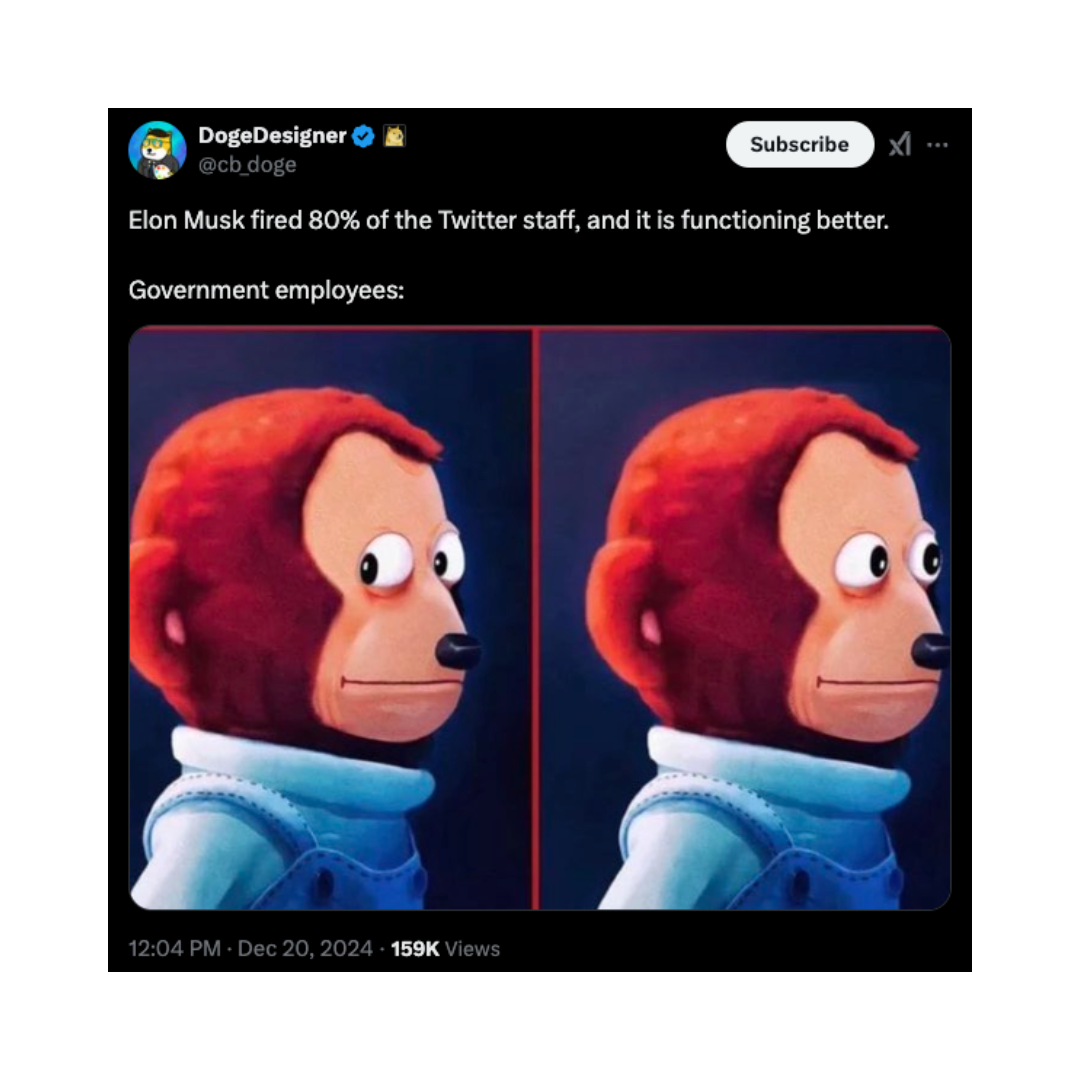 DogeDesigner
@cb_doge
Subscribe
Elon Musk fired 80% of the Twitter staff, and it is functioning better.
Government employees:
12:04 PM · Dec 20, 2024 · 159K Views